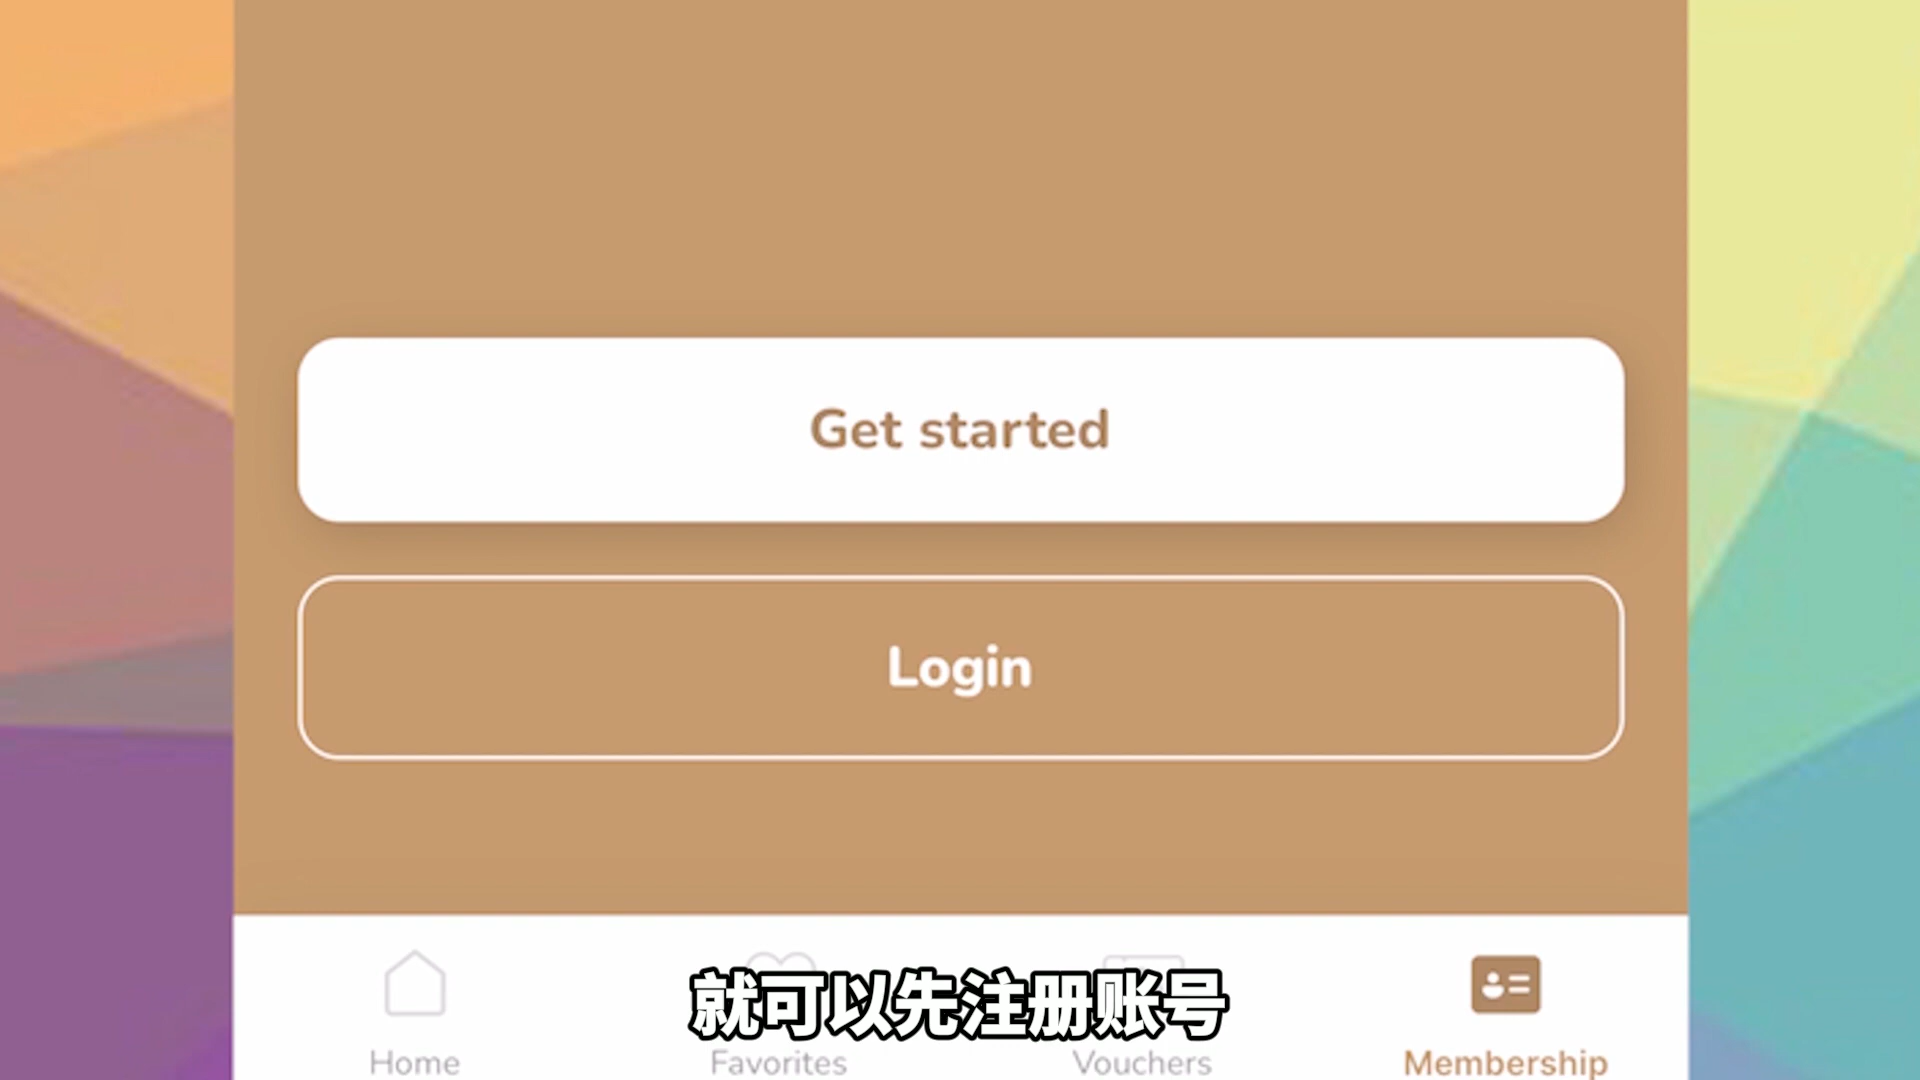 Get started
Login
就可以先注册账号
Home
Favorites
Vouchers
Membership